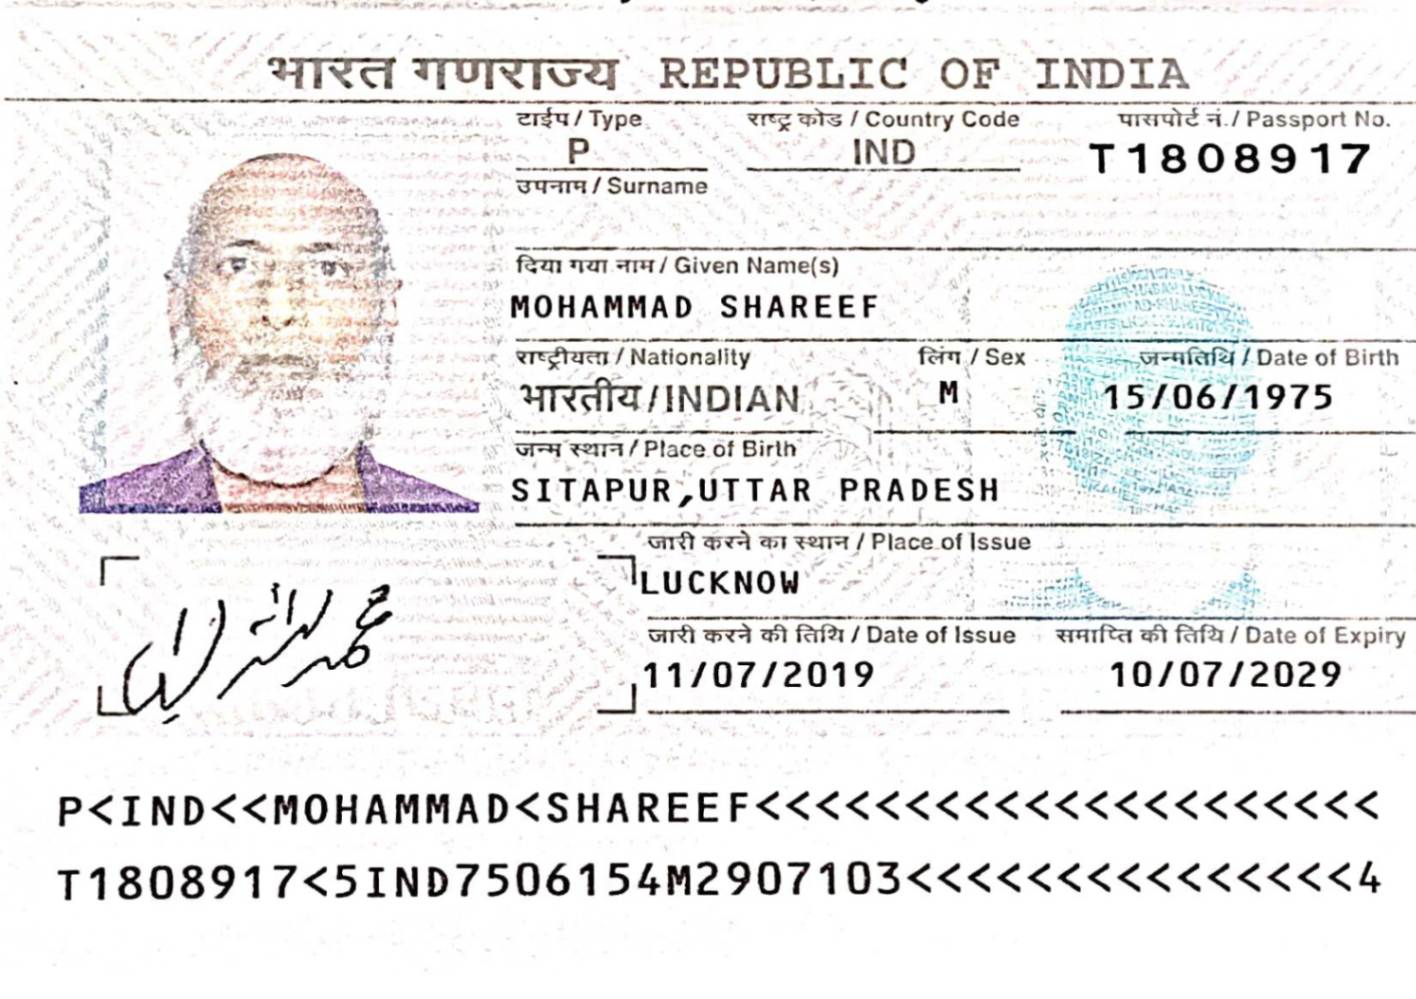 भारत गणराज्य REPUBLIC OF INDIA
टाईप / Type राष्ट्र कोड / Country Code पासपोर्ट नं. / Passport No.
P IND T1808917
उपनाम / Surname
दिया गया नाम / Given Name(s)
MOHAMMAD SHAREEF
राष्ट्रीयता / Nationality लिंग / Sex जन्मतिथि / Date of Birth
भारतीय/INDIAN M 15/06/1975
जन्म स्थान / Place of Birth
SITAPUR,UTTAR PRADESH
जारी करने का स्थान / Place of Issue
LUCKNOW
जारी करने की तिथि / Date of Issue समाप्ति की तिथि / Date of Expiry
11/07/2019 10/07/2029
P<IND<<MOHAMMAD<SHAREEF<<<<<<<<<<<<<<<<<<<<<
T1808917<5IND7506154M2907103<<<<<<<<<<<<<<<4